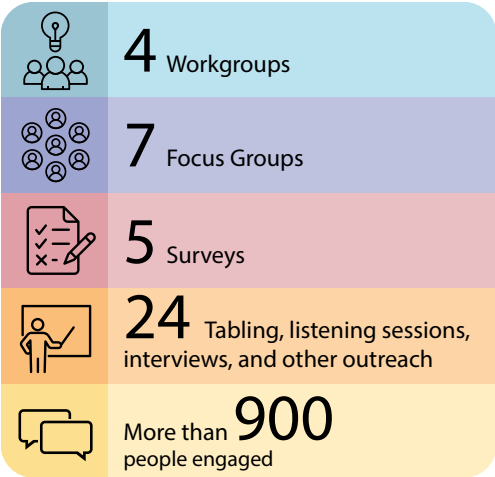 4 Workgroups
7 Focus Groups
5 Surveys
24 Tabling, listening sessions,
interviews, and other outreach
More than 900
people engaged